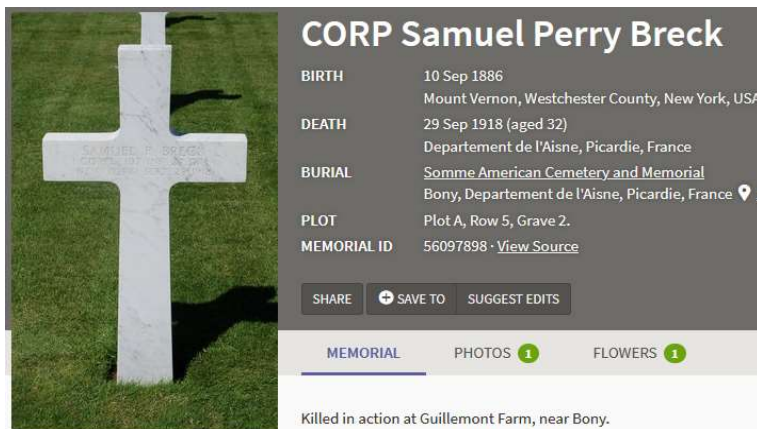 CORP Samuel Perry Breck
BIRTH 10 Sep 1886
Mount Vernon, Westchester County, New York, USA
DEATH 29 Sep 1918 (aged 32)
Departement de l'Aisne, Picardie, France
BURIAL Somme American Cemetery and Memorial
Bony, Departement de l'Aisne, Picardie, France
PLOT Plot A, Row 5, Grave 2.
MEMORIAL ID 56097898 · View Source
SHARE SAVE TO SUGGEST EDITS
MEMORIAL PHOTOS 1 FLOWERS 1
Killed in action at Guillemont Farm, near Bony.
SAMUEL P. BRECK